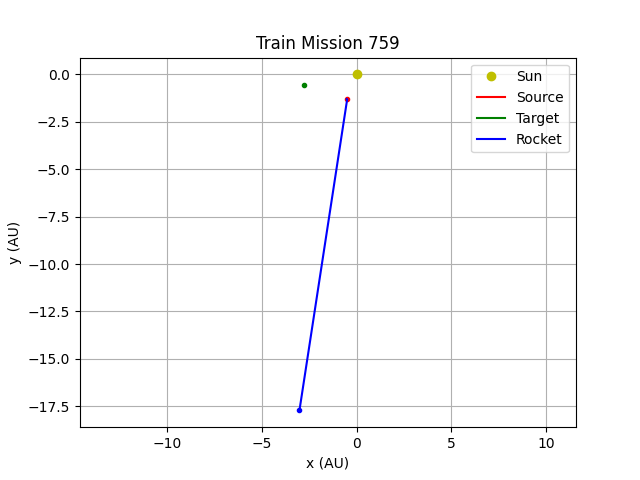 Train Mission 759
Sun
Source
Target
Rocket
0.0
−2.5
−5.0
−7.5
−10.0
−12.5
−15.0
−17.5
y (AU)
−10
−5
0
5
10
x (AU)